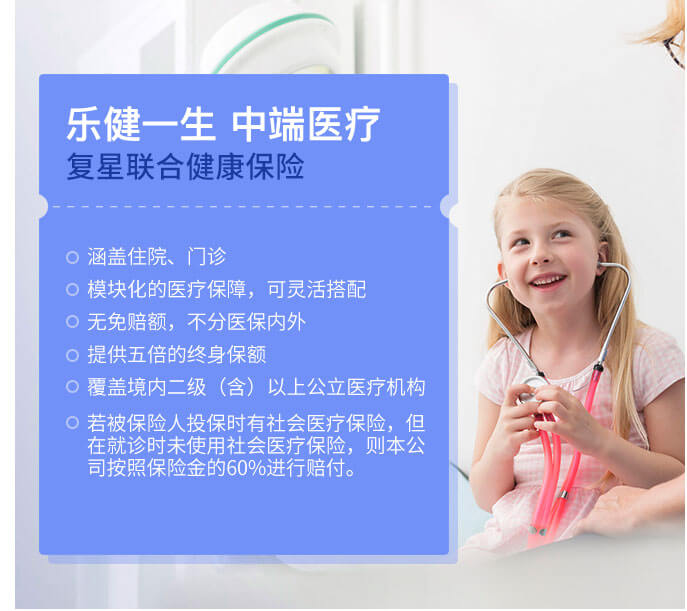 乐健一生 中端医疗
复星联合健康保险
涵盖住院、门诊
模块化的医疗保障，可灵活搭配
无免赔额，不分医保内外
提供五倍的终身保额
覆盖境内二级（含）以上公立医疗机构
若被保险人投保时有社会医疗保险，但
在就诊时未使用社会医疗保险，则本公
司按照保险金的60%进行赔付。